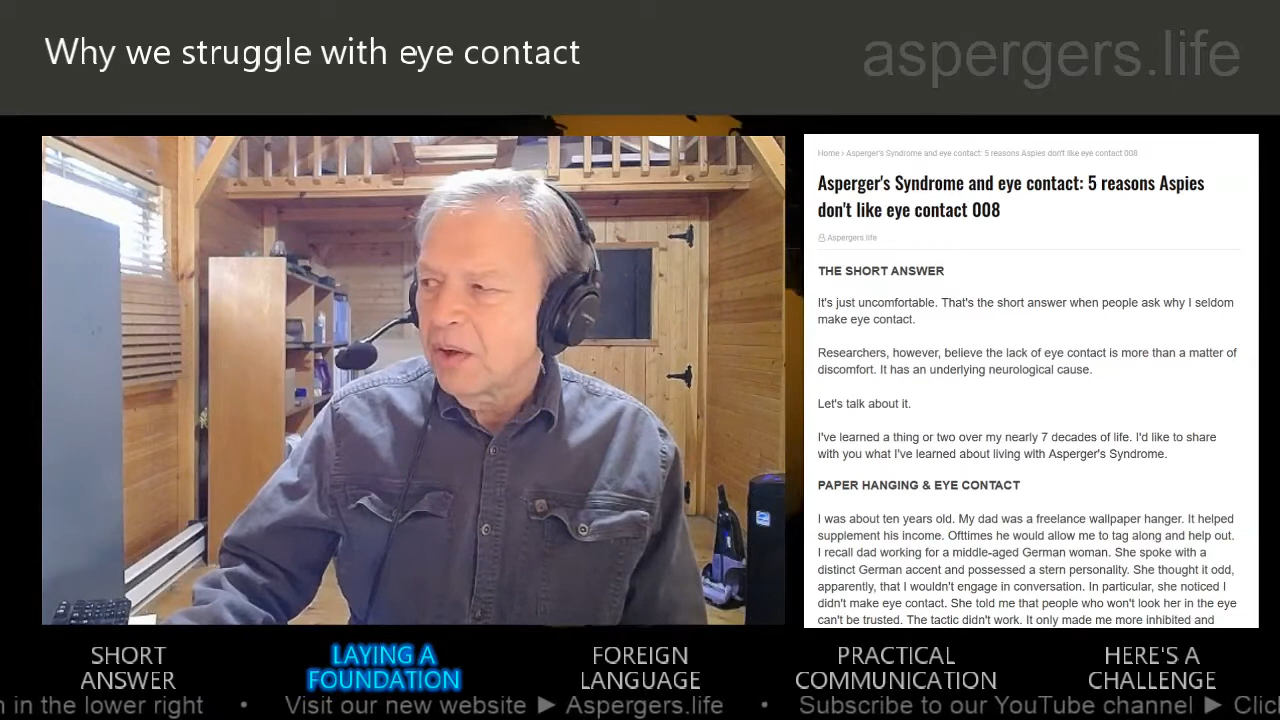 Why we struggle with eye contact
aspergers.life
Home › Asperger's Syndrome and eye contact: 5 reasons Aspies don't like eye contact 008
Asperger's Syndrome and eye contact: 5 reasons Aspies
don't like eye contact 008
Aspergers.life
THE SHORT ANSWER
It's just uncomfortable. That's the short answer when people ask why I seldom
make eye contact.
Researchers, however, believe the lack of eye contact is more than a matter of
discomfort. It has an underlying neurological cause.
Let's talk about it.
I've learned a thing or two over my nearly 7 decades of life. I'd like to share
with you what I've learned about living with Asperger's Syndrome.
PAPER HANGING & EYE CONTACT
I was about ten years old. My dad was a freelance wallpaper hanger. It helped
supplement his income. Ofttimes he would allow me to tag along and help out.
I recall dad working for a middle-aged German woman. She spoke with a
distinct German accent and possessed a stern personality. She thought it odd,
apparently, that I wouldn't engage in conversation. In particular, she noticed I
didn't make eye contact. She told me that people who won't look her in the eye
can't be trusted. The tactic didn't work. It only made me more inhibited and
SHORT
ANSWER
LAYING A
FOUNDATION
FOREIGN
LANGUAGE
PRACTICAL
COMMUNICATION
HERE'S A
CHALLENGE
n in the lower right • Visit our new website ► Aspergers.life • Subscribe to our YouTube channel ► Clic